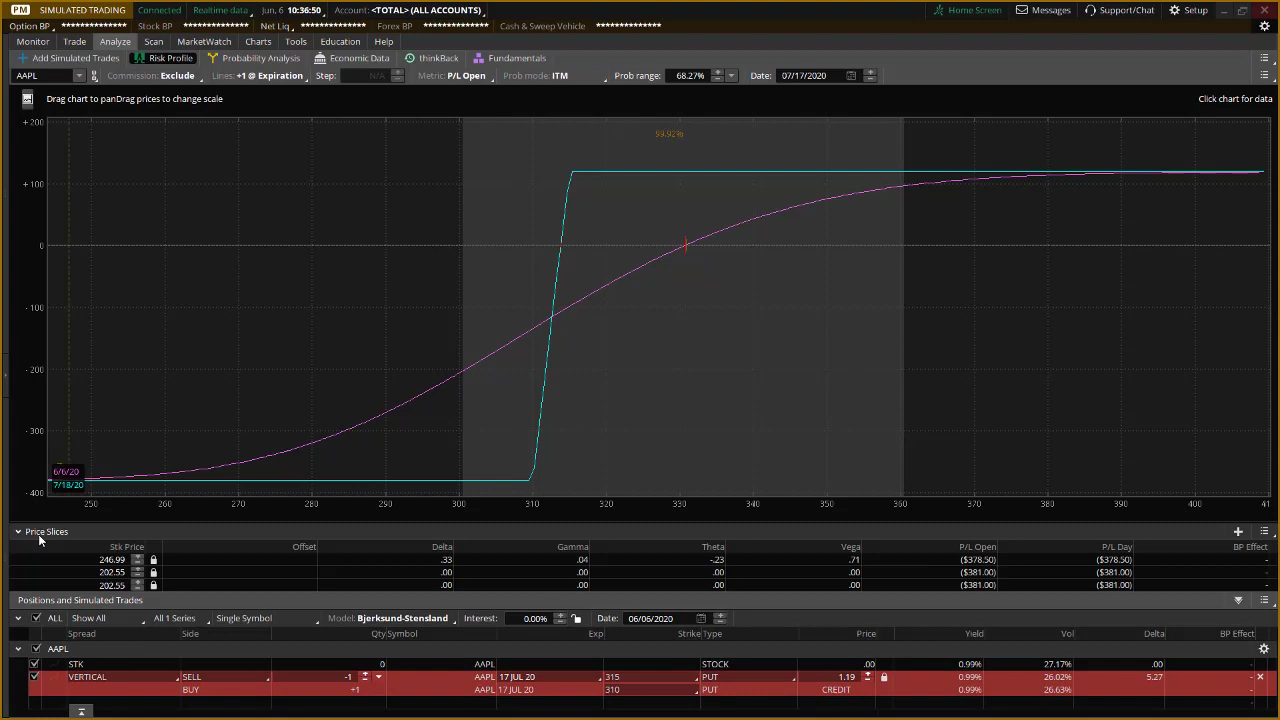 PM SIMULATED TRADING Connected Realtime data Jun, 6 10:36:50 Account: <TOTAL> (ALL ACCOUNTS) Home Screen Messages Support/Chat Setup
Option BP ************** Stock BP ************** Net Liq ************** Forex BP ************** Cash & Sweep Vehicle **************
Monitor Trade Analyze Scan MarketWatch Charts Tools Education Help
Add Simulated Trades Risk Profile Probability Analysis Economic Data thinkBack Fundamentals
AAPL Commission: Exclude Lines: +1 @ Expiration Step: N/A Metric: P/L Open Prob mode: ITM Prob range: 68.27% Date: 07/17/2020
Drag chart to panDrag prices to change scale Click chart for data
+ 200
59.92%
+ 100
0
- 100
- 200
- 300
6/6/20
7/18/20
- 400
250 260 270 280 290 300 310 320 330 340 350 360 370 380 390 400 41
Price Slices
Stk Price Offset Delta Gamma Theta Vega P/L Open P/L Day BP Effect
246.99 .33 .04 -.23 .71 ($378.50) ($378.50) -
202.55 .00 .00 .00 .00 ($381.00) ($381.00) -
202.55 .00 .00 .00 .00 ($381.00) ($381.00) -
Positions and Simulated Trades
ALL Show All All 1 Series Single Symbol Model: Bjerksund-Stensland Interest: 0.00% Date: 06/06/2020
Spread Side Qty Symbol Exp Strike Type Price Yield Vol Delta BP Effect
AAPL
STK 0 AAPL STOCK .00 0.99% 27.17% .00 -
VERTICAL SELL -1 AAPL 17 JUL 20 315 PUT 1.19 0.99% 26.02% 5.27 -
BUY +1 AAPL 17 JUL 20 310 PUT CREDIT 0.99% 26.63% -